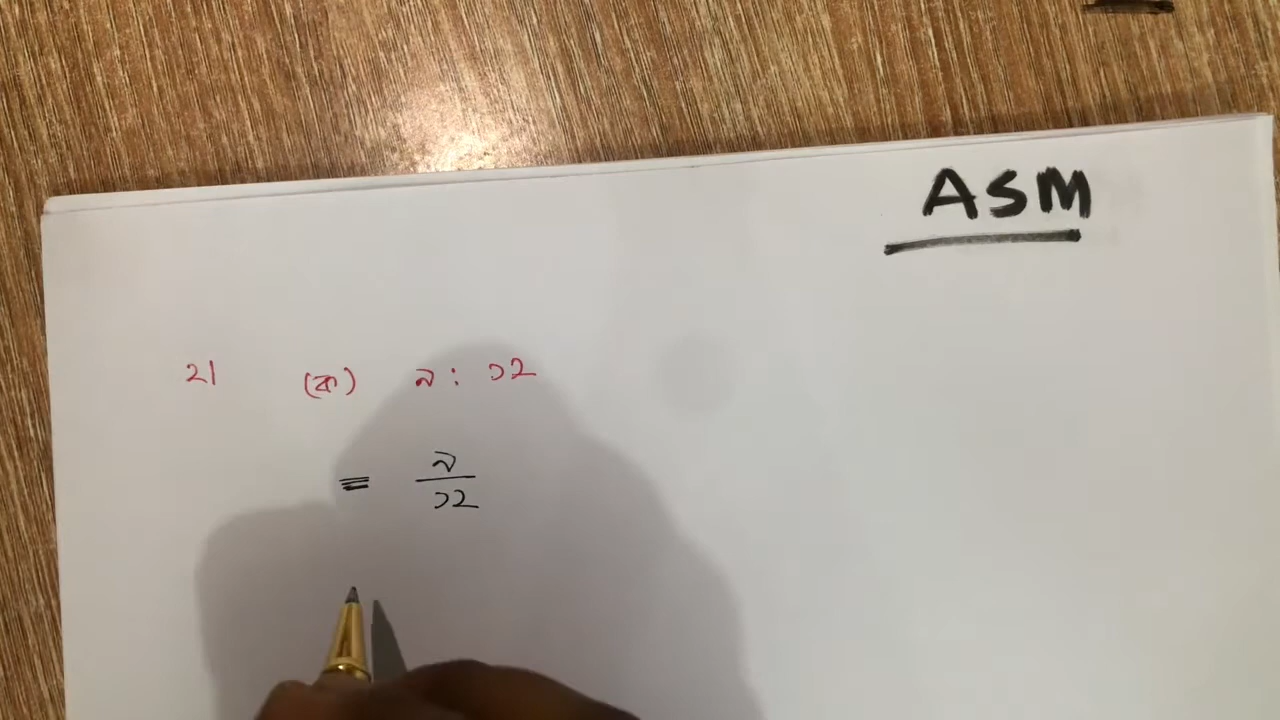 ASM
২। (ক) ৯ : ১২
= ৯/১২